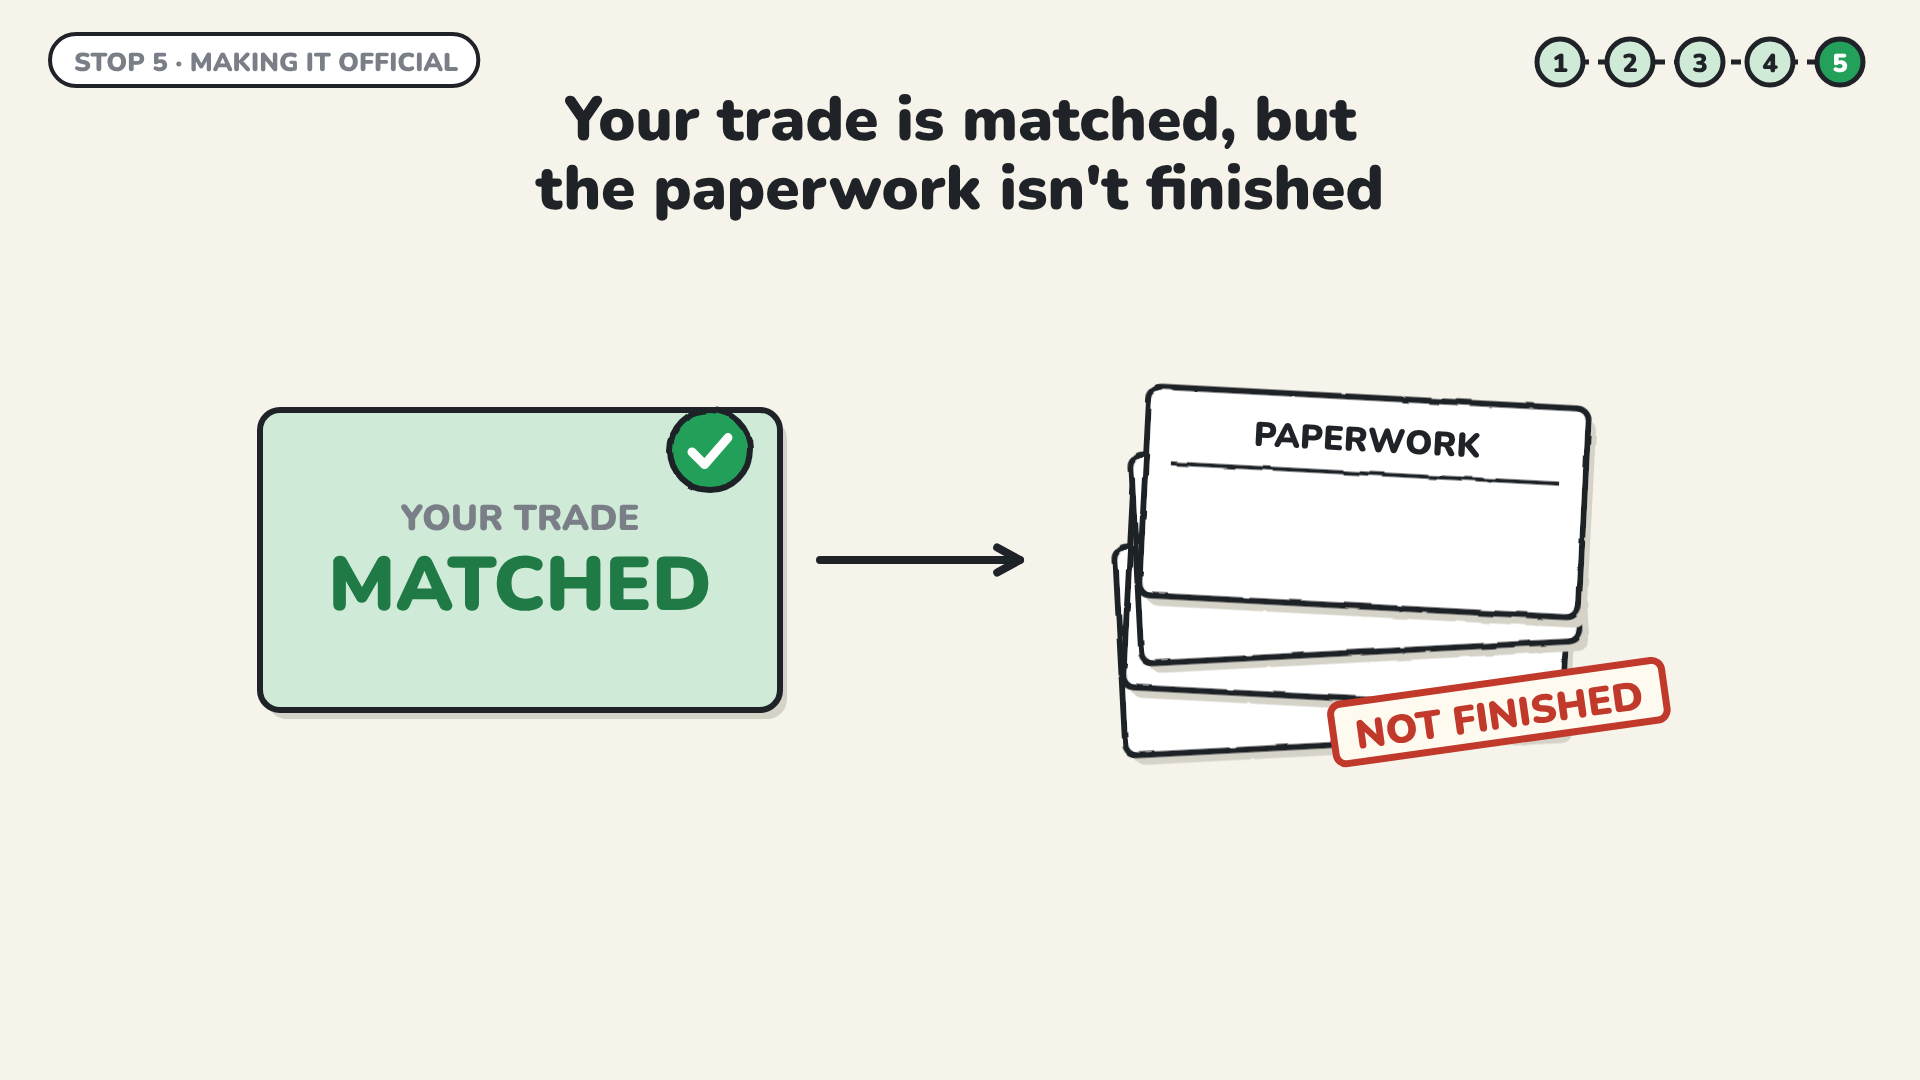 STOP 5 · MAKING IT OFFICIAL
1 2 3 4 5
Your trade is matched, but
the paperwork isn't finished
YOUR TRADE
MATCHED
PAPERWORK
NOT FINISHED